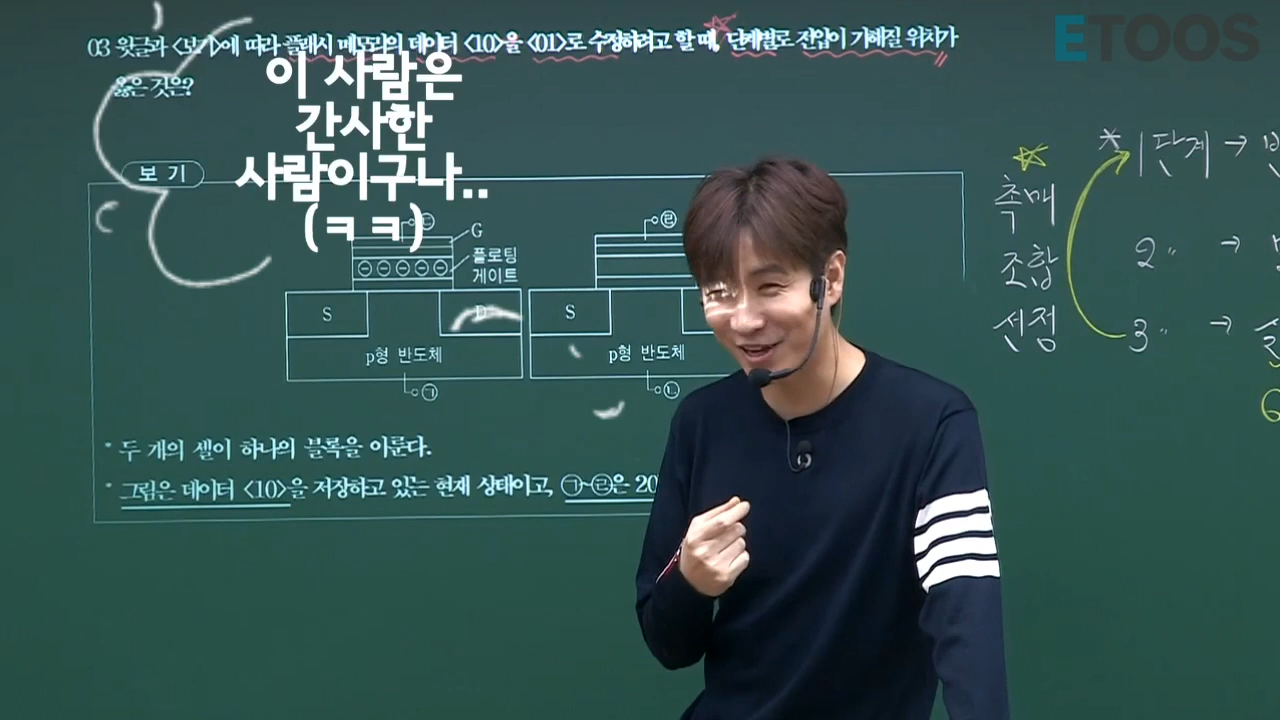 ETOOS
03 윗글과 <보기>에 따라 플래시 메모리의 데이터 <10>을 <01>로 수정하려고 할 때, 단계별로 전압이 가해질 위치가
옳은 것은?
이 사람은
간사한
사람이구나..
(ㅋㅋ)
보기
㉢
G
플로팅
게이트
S
D
p형 반도체
㉠
㉣
S
p형 반도체
㉡
* 두 개의 셀이 하나의 블록을 이룬다.
* 그림은 데이터 <10>을 저장하고 있는 현재 상태이고, ㉠~㉣은 20
촉매
조합
선정
1단계 →
2〃 →
3〃 →